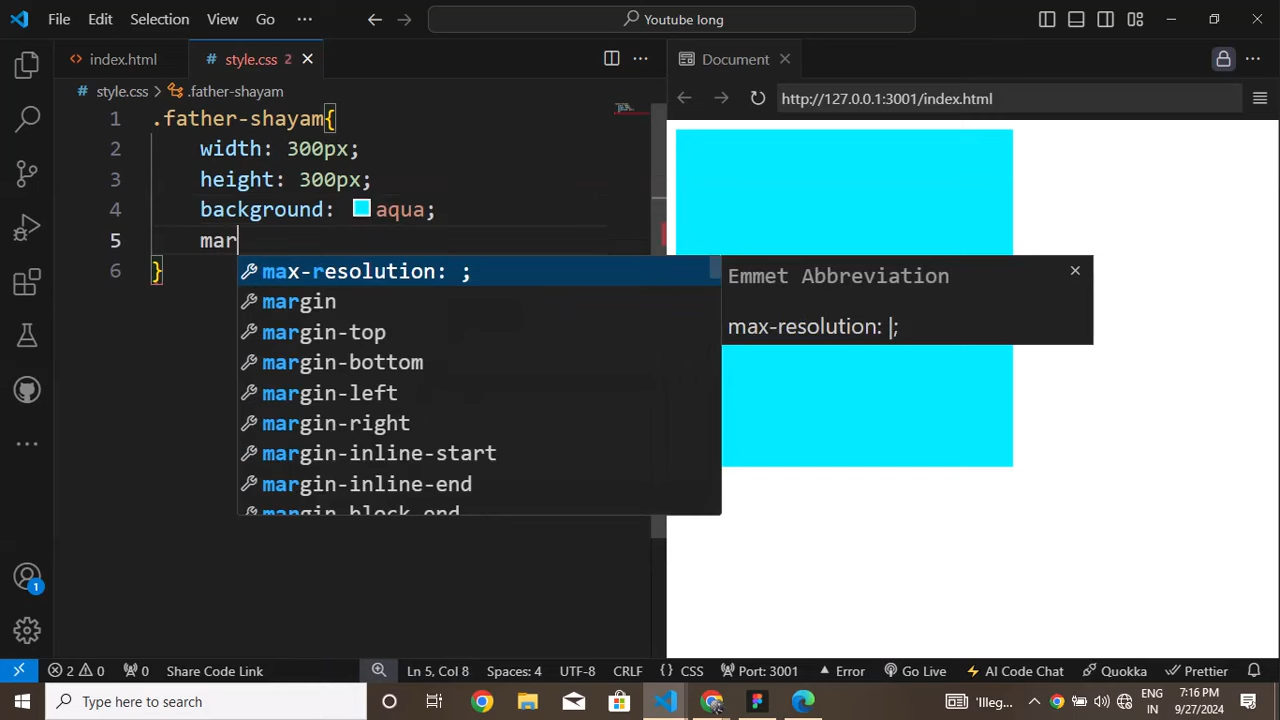 File Edit Selection View Go ··· Youtube long
index.html style.css 2 Document
style.css .father-shayam http://127.0.0.1:3001/index.html
1 .father-shayam{
2 width: 300px;
3 height: 300px;
4 background: aqua;
5 mar
6 }
max-resolution: ;
margin
margin-top
margin-bottom
margin-left
margin-right
margin-inline-start
margin-inline-end
margin-block-end
Emmet Abbreviation
max-resolution: |;
1
2 0 0 Share Code Link Ln 5, Col 8 Spaces: 4 UTF-8 CRLF { } CSS Port: 3001 Error Go Live AI Code Chat Quokka Prettier
Type here to search 'Illeg... ENG 7:16 PM
IN 9/27/2024